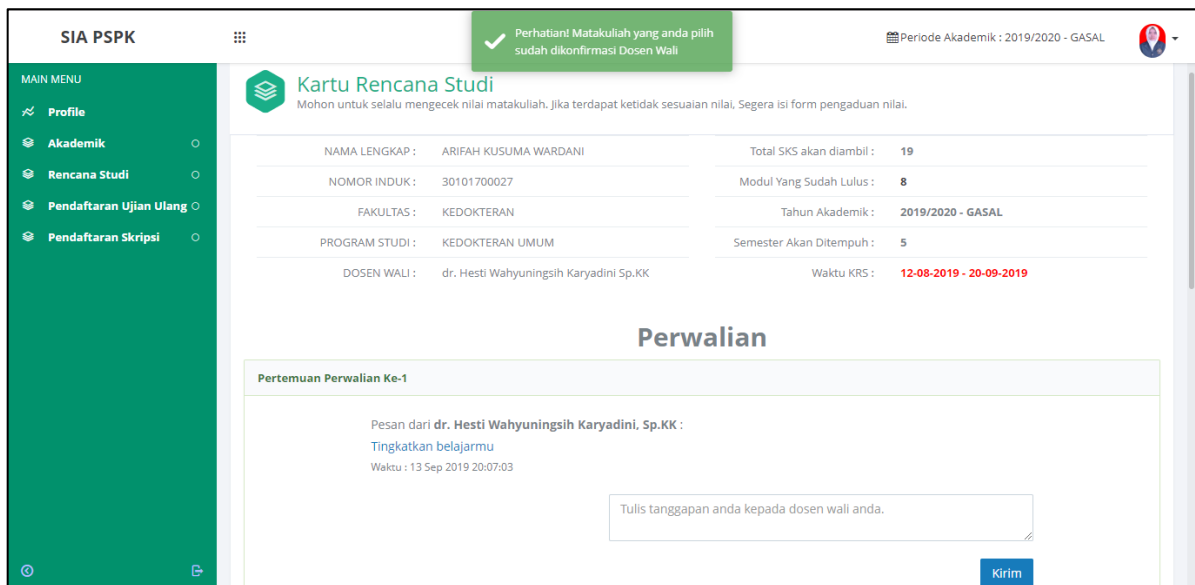 SIA PSPK
Perhatian! Matakuliah yang anda pilih
sudah dikonfirmasi Dosen Wali
Periode Akademik : 2019/2020 - GASAL
MAIN MENU
Profile
Akademik
Rencana Studi
Pendaftaran Ujian Ulang
Pendaftaran Skripsi
Kartu Rencana Studi
Mohon untuk selalu mengecek nilai matakuliah. Jika terdapat ketidak sesuaian nilai, Segera isi form pengaduan nilai.
NAMA LENGKAP : ARIFAH KUSUMA WARDANI
NOMOR INDUK : 30101700027
FAKULTAS : KEDOKTERAN
PROGRAM STUDI : KEDOKTERAN UMUM
DOSEN WALI : dr. Hesti Wahyuningsih Karyadini Sp.KK
Total SKS akan diambil : 19
Modul Yang Sudah Lulus : 8
Tahun Akademik : 2019/2020 - GASAL
Semester Akan Ditempuh : 5
Waktu KRS : 12-08-2019 - 20-09-2019
Perwalian
Pertemuan Perwalian Ke-1
Pesan dari dr. Hesti Wahyuningsih Karyadini, Sp.KK :
Tingkatkan belajarmu
Waktu : 13 Sep 2019 20:07:03
Tulis tanggapan anda kepada dosen wali anda.
Kirim